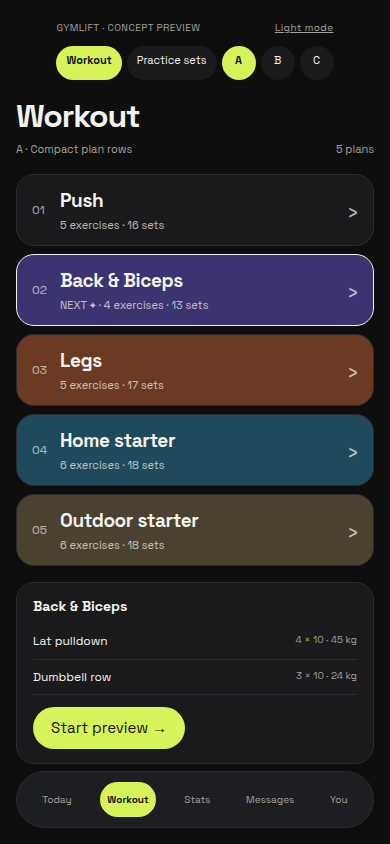 GYMLIFT · CONCEPT PREVIEW Light mode
Workout Practice sets A B C
Workout
A · Compact plan rows 5 plans
01 Push >
5 exercises · 16 sets
02 Back & Biceps >
NEXT ✦ · 4 exercises · 13 sets
03 Legs >
5 exercises · 17 sets
04 Home starter >
6 exercises · 18 sets
05 Outdoor starter >
6 exercises · 18 sets
Back & Biceps
Lat pulldown 4 × 10 · 45 kg
Dumbbell row 3 × 10 · 24 kg
Start preview →
Today Workout Stats Messages You